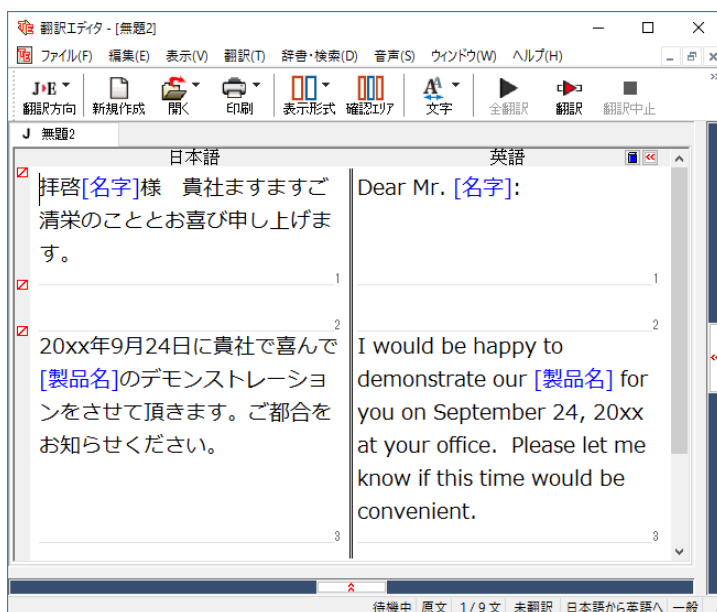 翻訳エディタ - [無題2]
ファイル(F) 編集(E) 表示(V) 翻訳(T) 辞書・検索(D) 音声(S) ウインドウ(W) ヘルプ(H)
J▸E
翻訳方向 新規作成 開く 印刷 表示形式 確認エリア 文字 全翻訳 翻訳 翻訳中止
J 無題2
日本語 英語
拝啓[名字]様　貴社ますますご
清栄のこととお喜び申し上げま
す。
Dear Mr. [名字]:
1 1
2 2
20xx年9月24日に貴社で喜んで
[製品名]のデモンストレーショ
ンをさせて頂きます。ご都合を
お知らせください。
I would be happy to
demonstrate our [製品名] for
you on September 24, 20xx
at your office.  Please let me
know if this time would be
convenient.
3 3
待機中 原文 1/9文 未翻訳 日本語から英語へ 一般